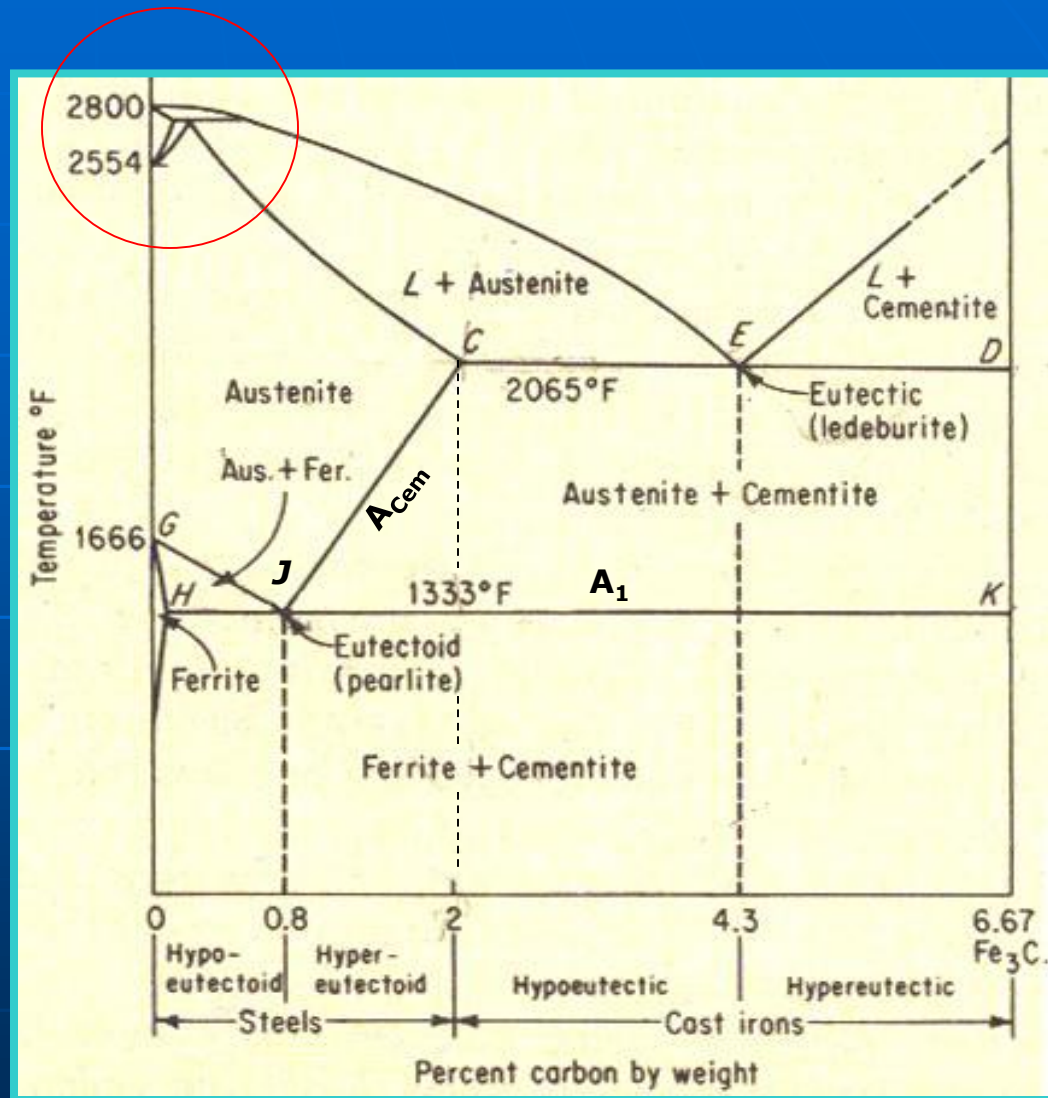 2800
2554
L + Austenite
L +
Cementite
C
E
D
2065°F
Austenite
Eutectic
(ledeburite)
Temperature °F
Aus. + Fer.
ACem
Austenite + Cementite
1666
G
J
H
1333°F
A1
K
Eutectoid
(pearlite)
Ferrite
Ferrite + Cementite
0
0.8
2
4.3
6.67
Fe3C.
Hypo-
eutectoid
Hyper-
eutectoid
Hypoeutectic
Hypereutectic
Steels
Cast irons
Percent carbon by weight